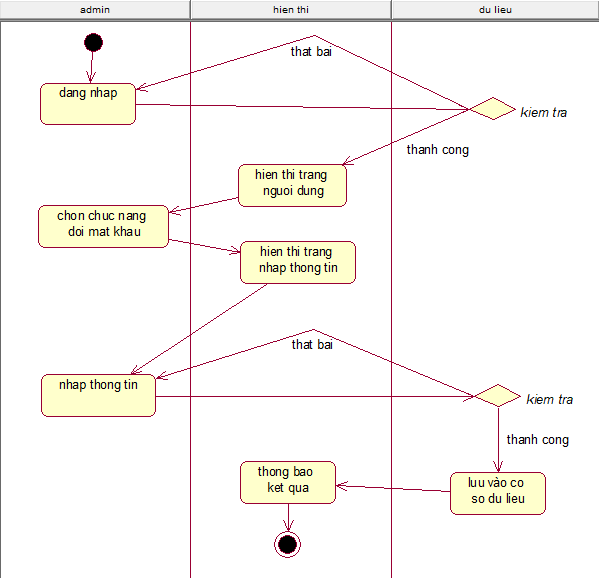 admin
hien thi
du lieu
that bai
dang nhap
kiem tra
thanh cong
hien thi trang
nguoi dung
chon chuc nang
doi mat khau
hien thi trang
nhap thong tin
that bai
nhap thong tin
kiem tra
thanh cong
thong bao
ket qua
luu vào co
so du lieu